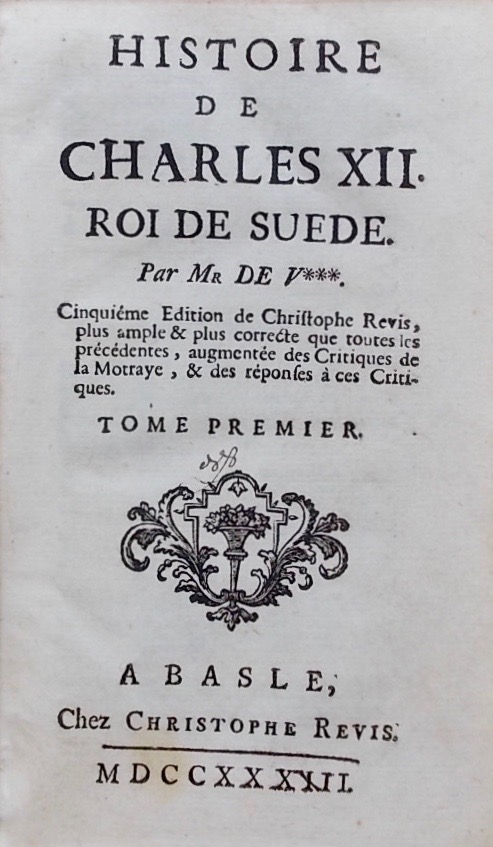 HISTOIRE
DE
CHARLES XII.
ROI DE SUEDE.
Par MR DE V***.
Cinquiéme Edition de Chriſtophe Revis,
plus ample & plus correcte que toutes les
précédentes, augmentée des Critiques de
la Motraye, & des réponſes à ces Criti-
ques.
TOME PREMIER.
A BASLE,
Chez CHRISTOPHE REVIS.
MDCCXXXXII.